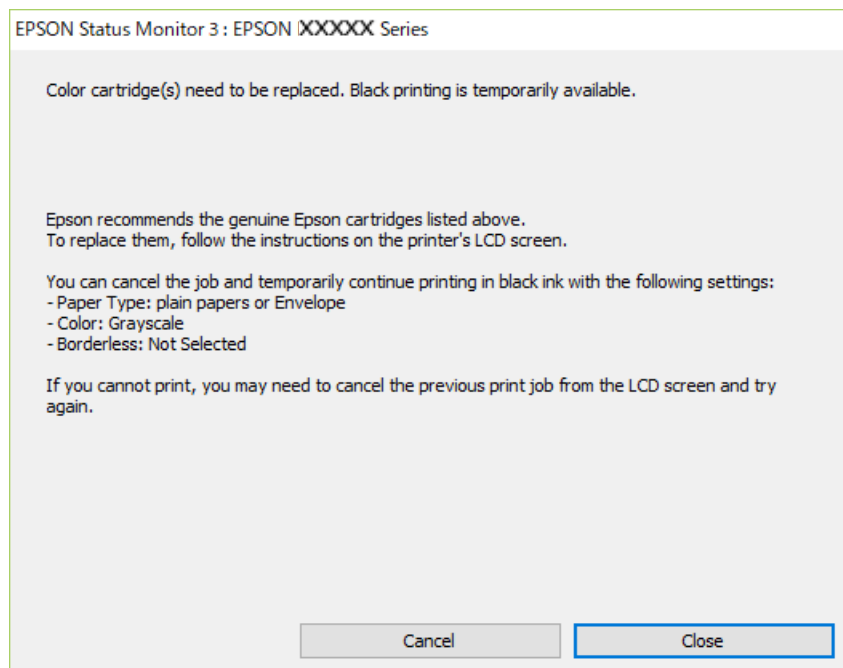 EPSON Status Monitor 3 : EPSON XXXXX Series
Color cartridge(s) need to be replaced. Black printing is temporarily available.
Epson recommends the genuine Epson cartridges listed above.
To replace them, follow the instructions on the printer's LCD screen.
You can cancel the job and temporarily continue printing in black ink with the following settings:
- Paper Type: plain papers or Envelope
- Color: Grayscale
- Borderless: Not Selected
If you cannot print, you may need to cancel the previous print job from the LCD screen and try
again.
Cancel
Close